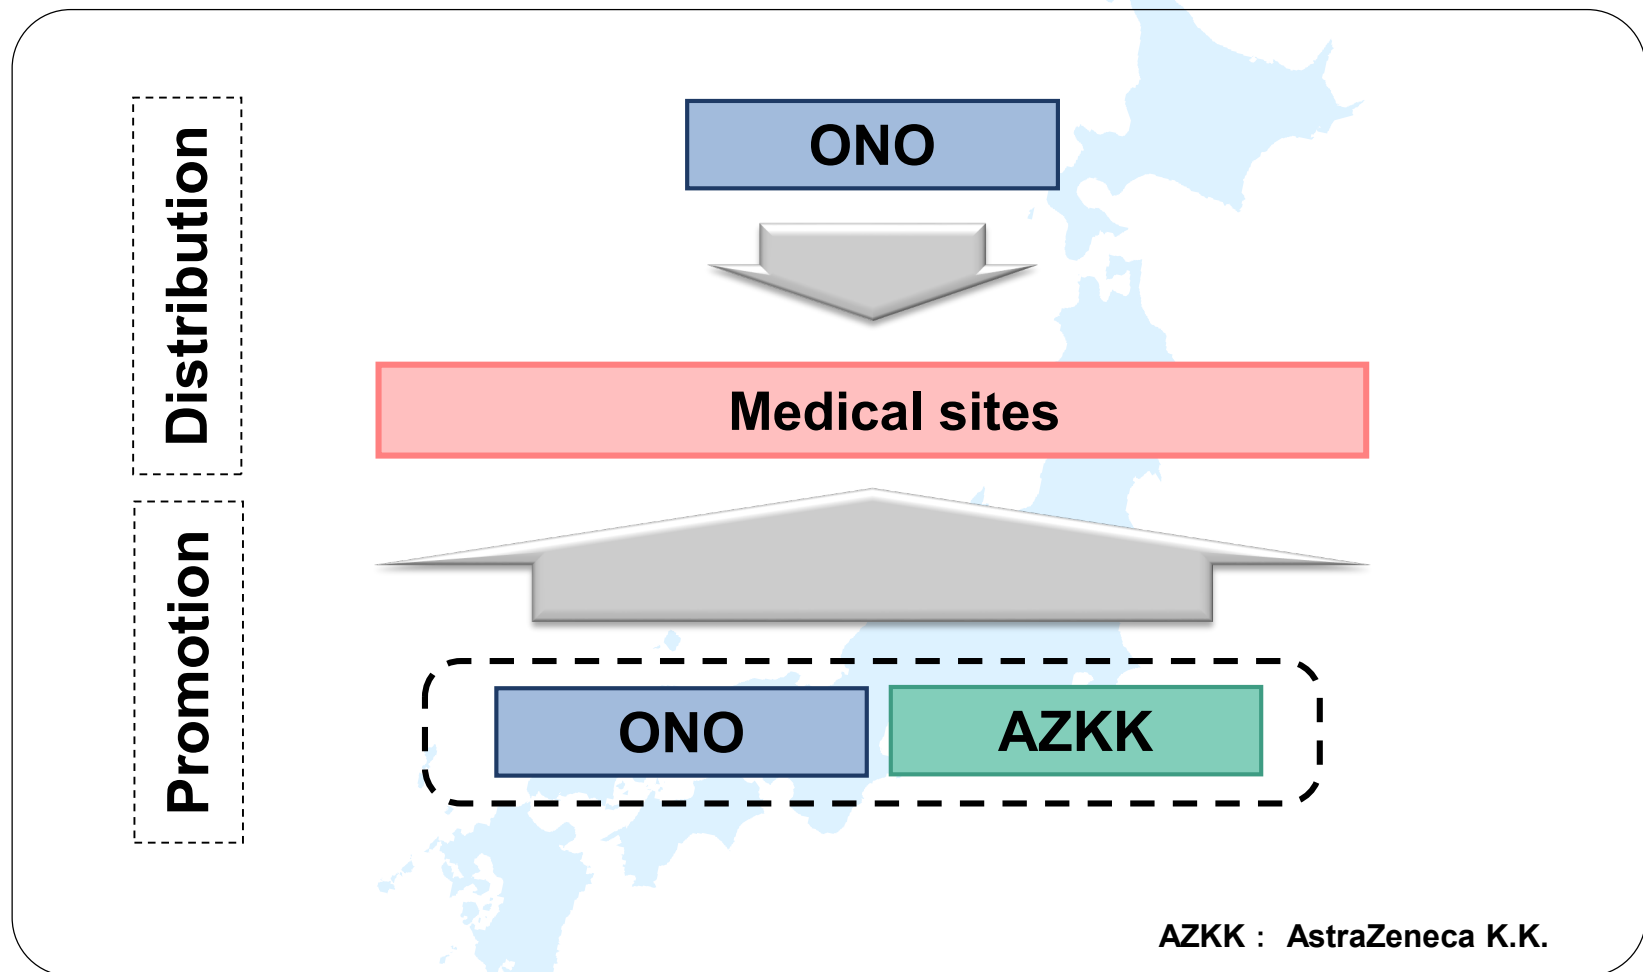 Distribution
ONO
Medical sites
Promotion
ONO
AZKK
AZKK : AstraZeneca K.K.